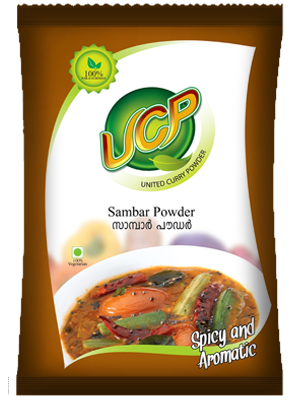 100%
UCP
UNITED CURRY POWDER
Sambar Powder
സാമ്പാർ പൗഡർ
100%
Vegetarian
Spicy and
Aromatic